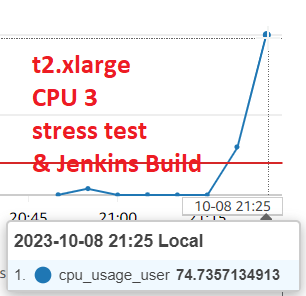 t2.xlarge
CPU 3
stress test
& Jenkins Build
10-08 21:25
20:45
21:00
21:15
2023-10-08 21:25 Local
1. cpu_usage_user 74.7357134913